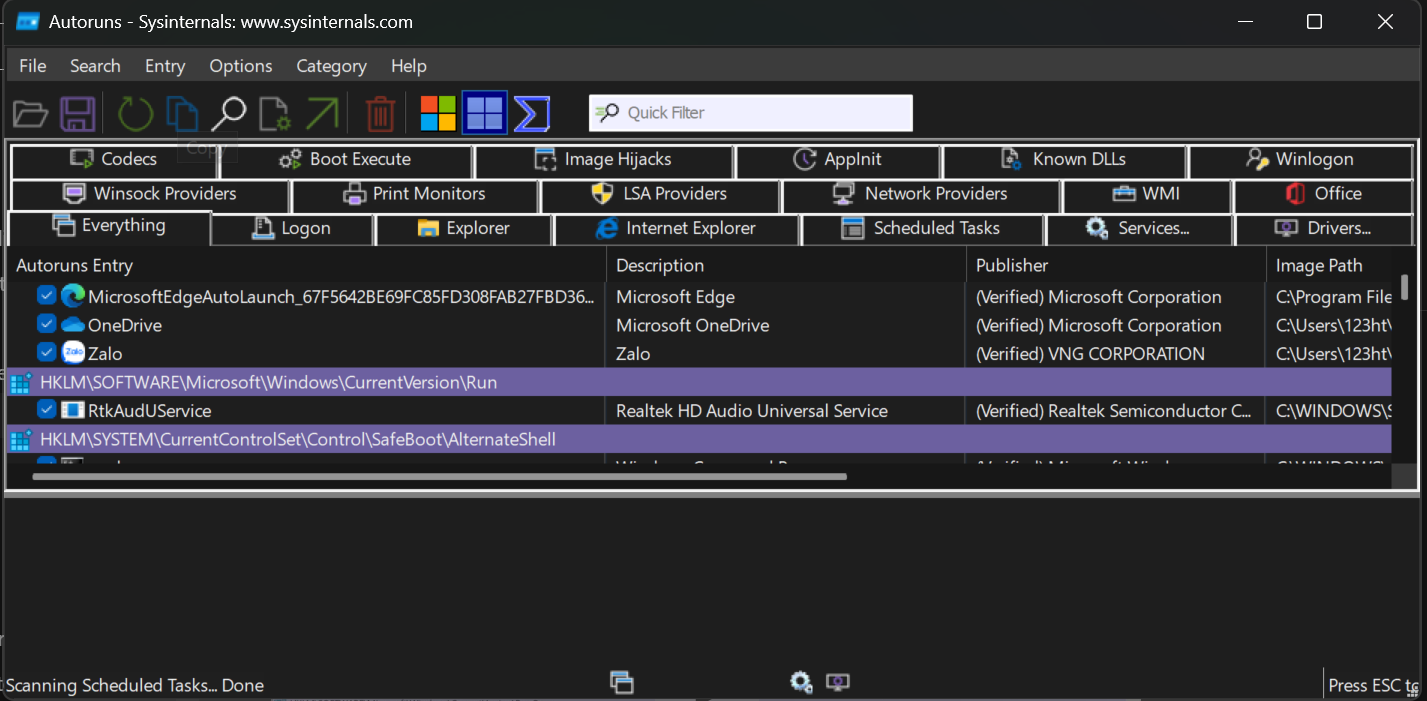 Autoruns - Sysinternals: www.sysinternals.com
File Search Entry Options Category Help
Quick Filter
Copy
Codecs Boot Execute Image Hijacks AppInit Known DLLs Winlogon
Winsock Providers Print Monitors LSA Providers Network Providers WMI Office
Everything Logon Explorer Internet Explorer Scheduled Tasks Services... Drivers...
Autoruns Entry Description Publisher Image Path
MicrosoftEdgeAutoLaunch_67F5642BE69FC85FD308FAB27FBD36... Microsoft Edge (Verified) Microsoft Corporation C:\Program File
OneDrive Microsoft OneDrive (Verified) Microsoft Corporation C:\Users\123ht\
Zalo Zalo Zalo (Verified) VNG CORPORATION C:\Users\123ht\
HKLM\SOFTWARE\Microsoft\Windows\CurrentVersion\Run
RtkAudUService Realtek HD Audio Universal Service (Verified) Realtek Semiconductor C... C:\WINDOWS\S
HKLM\SYSTEM\CurrentControlSet\Control\SafeBoot\AlternateShell
Scanning Scheduled Tasks... Done Press ESC to